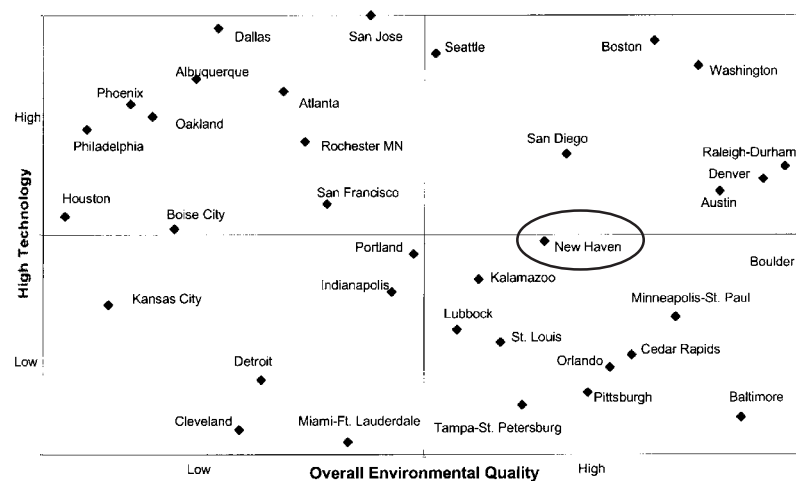 Dallas
San Jose
Seattle
Boston
Washington
Albuquerque
Phoenix
Atlanta
High
Oakland
Philadelphia
Rochester MN
San Diego
Raleigh-Durham
Denver
Austin
Houston
San Francisco
Boise City
Portland
New Haven
Boulder
High Technology
Indianapolis
Kalamazoo
Kansas City
Minneapolis-St. Paul
Lubbock
St. Louis
Cedar Rapids
Low
Detroit
Orlando
Pittsburgh
Baltimore
Cleveland
Miami-Ft. Lauderdale
Tampa-St. Petersburg
Low
Overall Environmental Quality
High